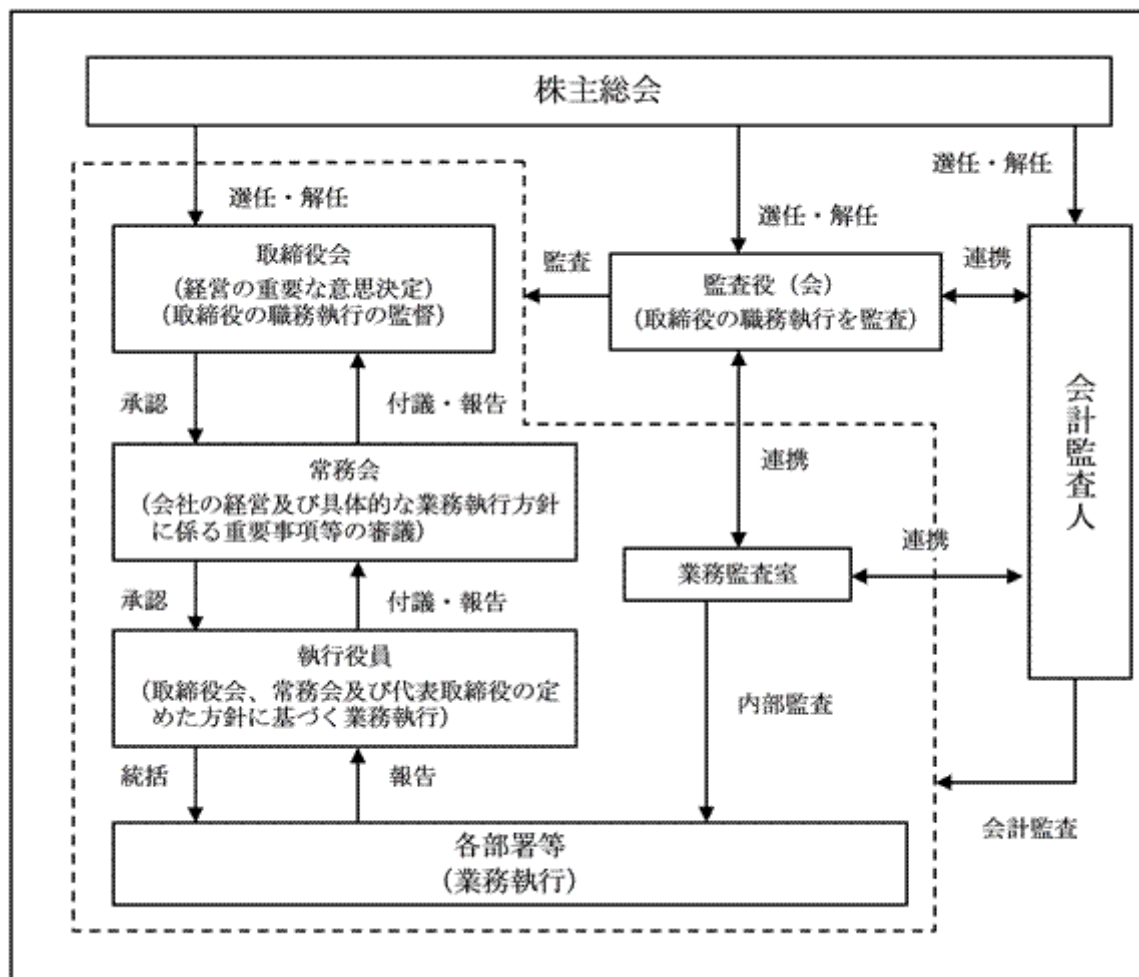 株主総会
選任・解任
選任・解任
選任・解任
取締役会
(経営の重要な意思決定)
(取締役の職務執行の監督)
監査
監査役(会)
(取締役の職務執行を監査)
連携
会計監査人
承認
付議・報告
連携
常務会
(会社の経営及び具体的な業務執行方針
に係る重要事項等の審議)
連携
業務監査室
承認
付議・報告
執行役員
(取締役会、常務会及び代表取締役の定
めた方針に基づく業務執行)
内部監査
統括
報告
会計監査
各部署等
(業務執行)